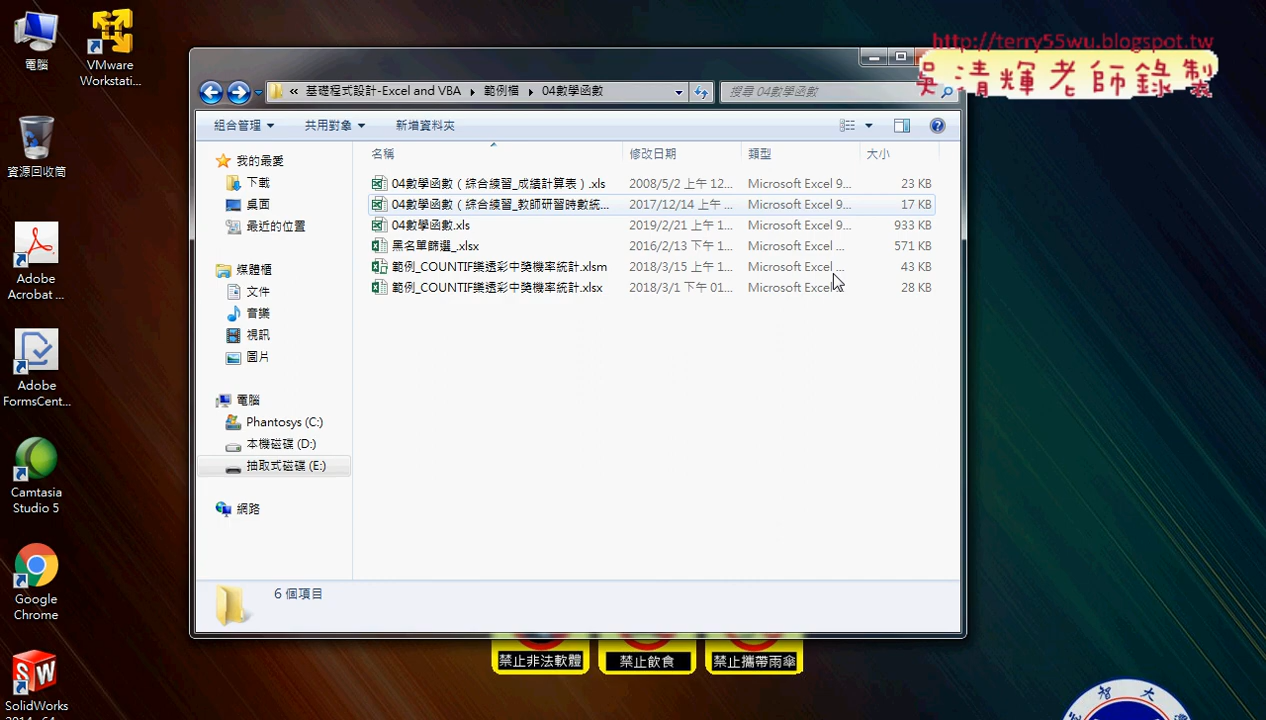 http://terry55wu.blogspot.tw
吳清輝老師錄製
電腦
VMware
Workstati...
資源回收筒
Adobe
Acrobat ...
Adobe
FormsCent...
Camtasia
Studio 5
Google
Chrome
SolidWorks
« 基礎程式設計-Excel and VBA ▸ 範例檔 ▸ 04數學函數
搜尋 04數學函數
組合管理 ▼ 共用對象 ▼ 新增資料夾
名稱 修改日期 類型 大小
04數學函數（綜合練習_成績計算表）.xls 2008/5/2 上午 12... Microsoft Excel 9... 23 KB
04數學函數（綜合練習_教師研習時數統... 2017/12/14 上午 ... Microsoft Excel 9... 17 KB
04數學函數.xls 2019/2/21 上午 1... Microsoft Excel 9... 933 KB
黑名單篩選_.xlsx 2016/2/13 下午 1... Microsoft Excel ... 571 KB
範例_COUNTIF樂透彩中獎機率統計.xlsm 2018/3/15 上午 1... Microsoft Excel ... 43 KB
範例_COUNTIF樂透彩中獎機率統計.xlsx 2018/3/1 下午 01... Microsoft Excel ... 28 KB
我的最愛
下載
桌面
最近的位置
媒體櫃
文件
音樂
視訊
圖片
電腦
Phantosys (C:)
本機磁碟 (D:)
抽取式磁碟 (E:)
網路
6 個項目
禁止非法軟體
禁止飲食
禁止攜帶雨傘
智大